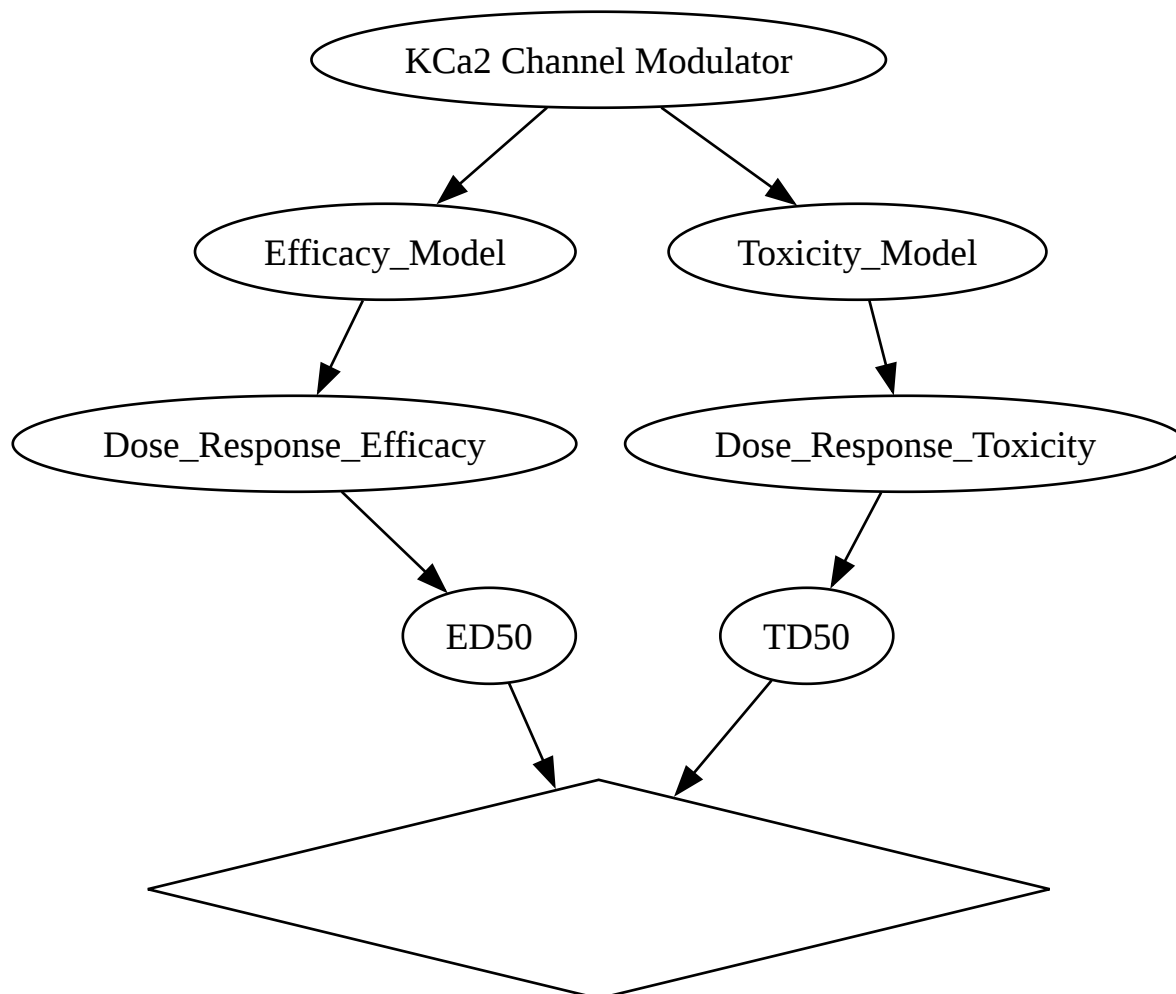 KCa2 Channel Modulator
Efficacy_Model
Toxicity_Model
Dose_Response_Efficacy
Dose_Response_Toxicity
ED50
TD50